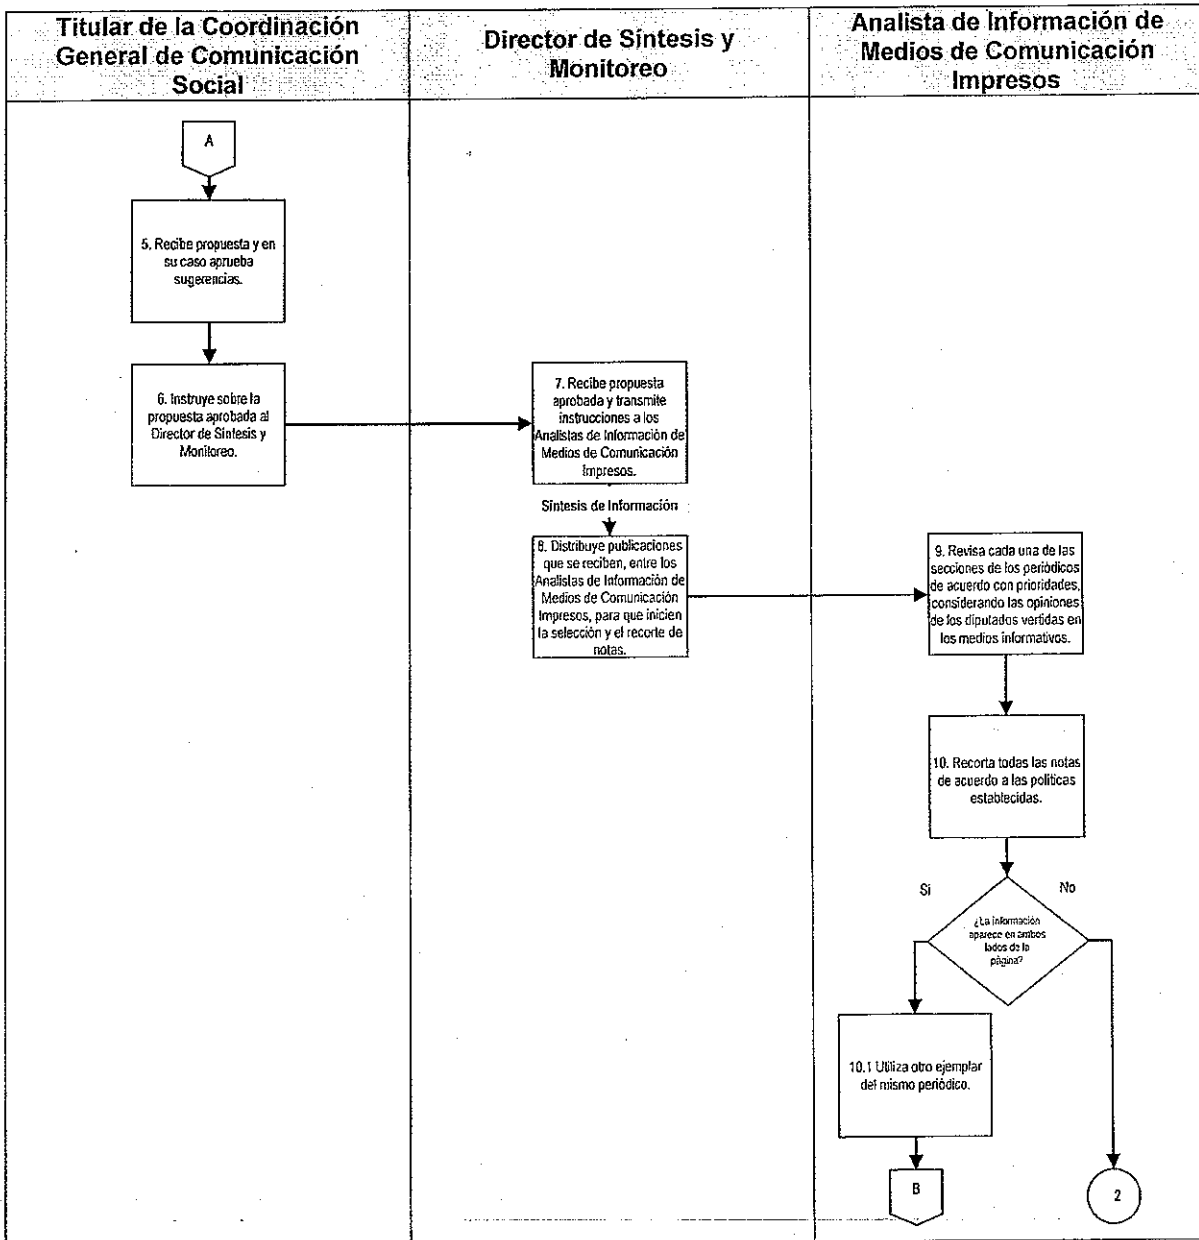 Titular de la Coordinación
General de Comunicación
Social
Director de Síntesis y
Monitoreo
Analista de Información de
Medios de Comunicación
Impresos
A
5. Recibe propuesta y en
su caso aprueba
sugerencias.
6. Instruye sobre la
propuesta aprobada al
Director de Síntesis y
Monitoreo.
7. Recibe propuesta
aprobada y transmite
instrucciones a los
Analistas de Información de
Medios de Comunicación
Impresos.
Síntesis de Información
8. Distribuye publicaciones
que se reciben, entre los
Analistas de Información de
Medios de Comunicación
Impresos, para que inicien
la selección y el recorte de
notas.
9. Revisa cada una de las
secciones de los periódicos
de acuerdo con prioridades,
considerando las opiniones
de los diputados vertidas en
los medios informativos.
10. Recorta todas las notas
de acuerdo a las políticas
establecidas.
Si
No
¿La información
aparece en ambos
lados de la
página?
10.1 Utiliza otro ejemplar
del mismo periódico.
B
2